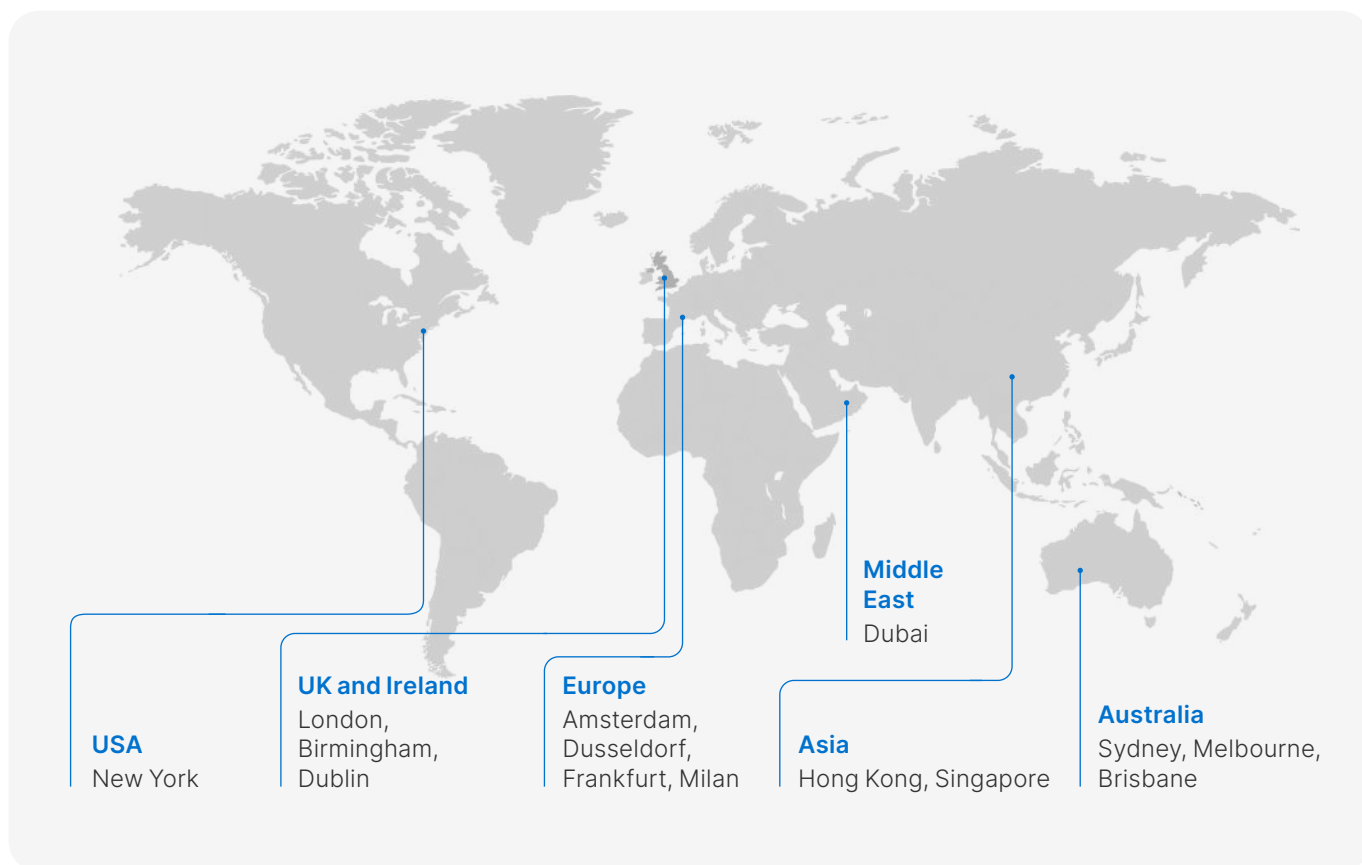 Middle
East
Dubai
USA
New York
UK and Ireland
London,
Birmingham,
Dublin
Europe
Amsterdam,
Dusseldorf,
Frankfurt, Milan
Asia
Hong Kong, Singapore
Australia
Sydney, Melbourne,
Brisbane